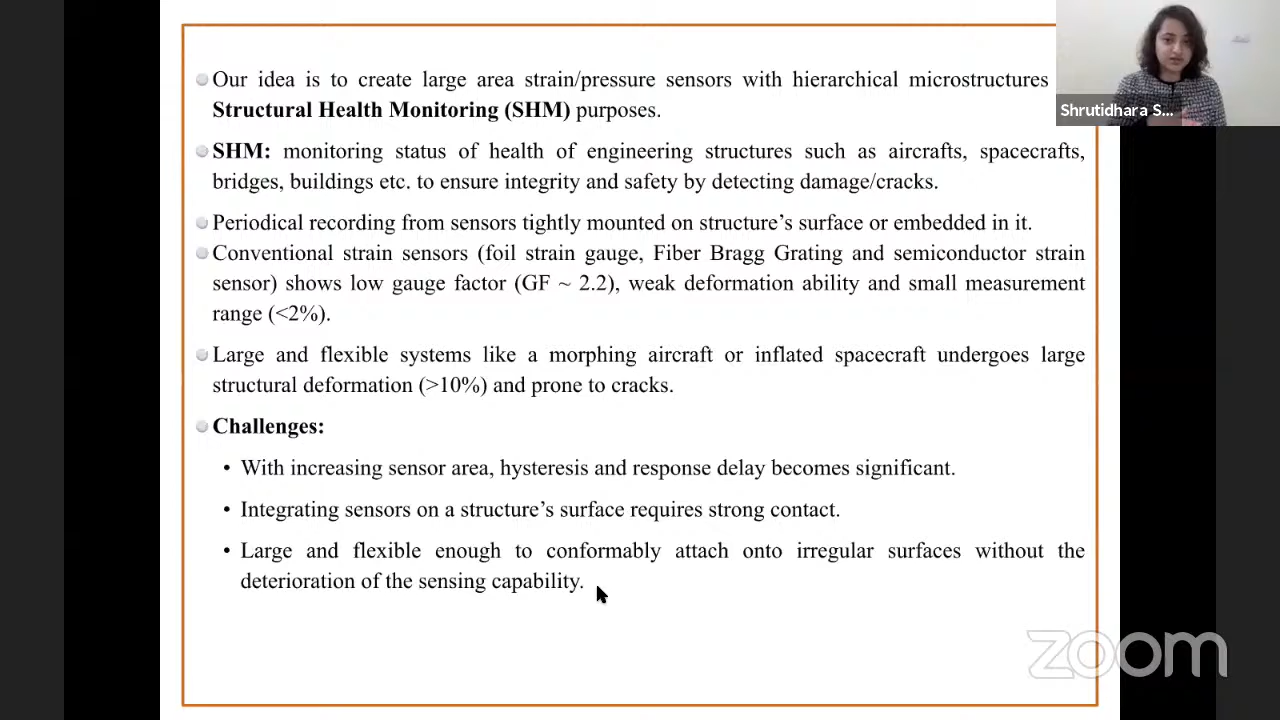 Our idea is to create large area strain/pressure sensors with hierarchical microstructures
Structural Health Monitoring (SHM) purposes.
SHM: monitoring status of health of engineering structures such as aircrafts, spacecrafts,
bridges, buildings etc. to ensure integrity and safety by detecting damage/cracks.
Periodical recording from sensors tightly mounted on structure's surface or embedded in it.
Conventional strain sensors (foil strain gauge, Fiber Bragg Grating and semiconductor strain
sensor) shows low gauge factor (GF ~ 2.2), weak deformation ability and small measurement
range (<2%).
Large and flexible systems like a morphing aircraft or inflated spacecraft undergoes large
structural deformation (>10%) and prone to cracks.
Challenges:
• With increasing sensor area, hysteresis and response delay becomes significant.
• Integrating sensors on a structure's surface requires strong contact.
• Large and flexible enough to conformably attach onto irregular surfaces without the
deterioration of the sensing capability.
Shrutidhara S...
zoom